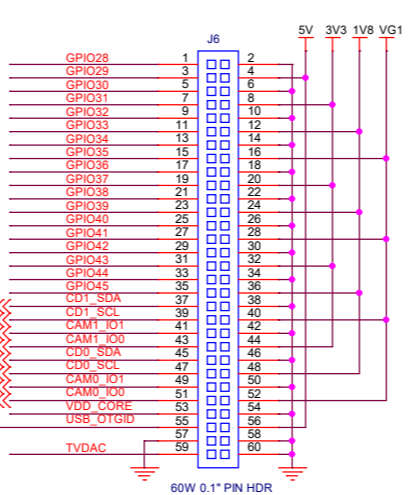 5V 3V3 1V8 VG1
J6
GPIO28 1 2
GPIO29 3 4
GPIO30 5 6
GPIO31 7 8
GPIO32 9 10
GPIO33 11 12
GPIO34 13 14
GPIO35 15 16
GPIO36 17 18
GPIO37 19 20
GPIO38 21 22
GPIO39 23 24
GPIO40 25 26
GPIO41 27 28
GPIO42 29 30
GPIO43 31 32
GPIO44 33 34
GPIO45 35 36
CD1_SDA 37 38
CD1_SCL 39 40
CAM1_IO1 41 42
CAM1_IO0 43 44
CD0_SDA 45 46
CD0_SCL 47 48
CAM0_IO1 49 50
CAM0_IO0 51 52
VDD_CORE 53 54
USB_OTGID 55 56
57 58
TVDAC 59 60
60W 0.1" PIN HDR